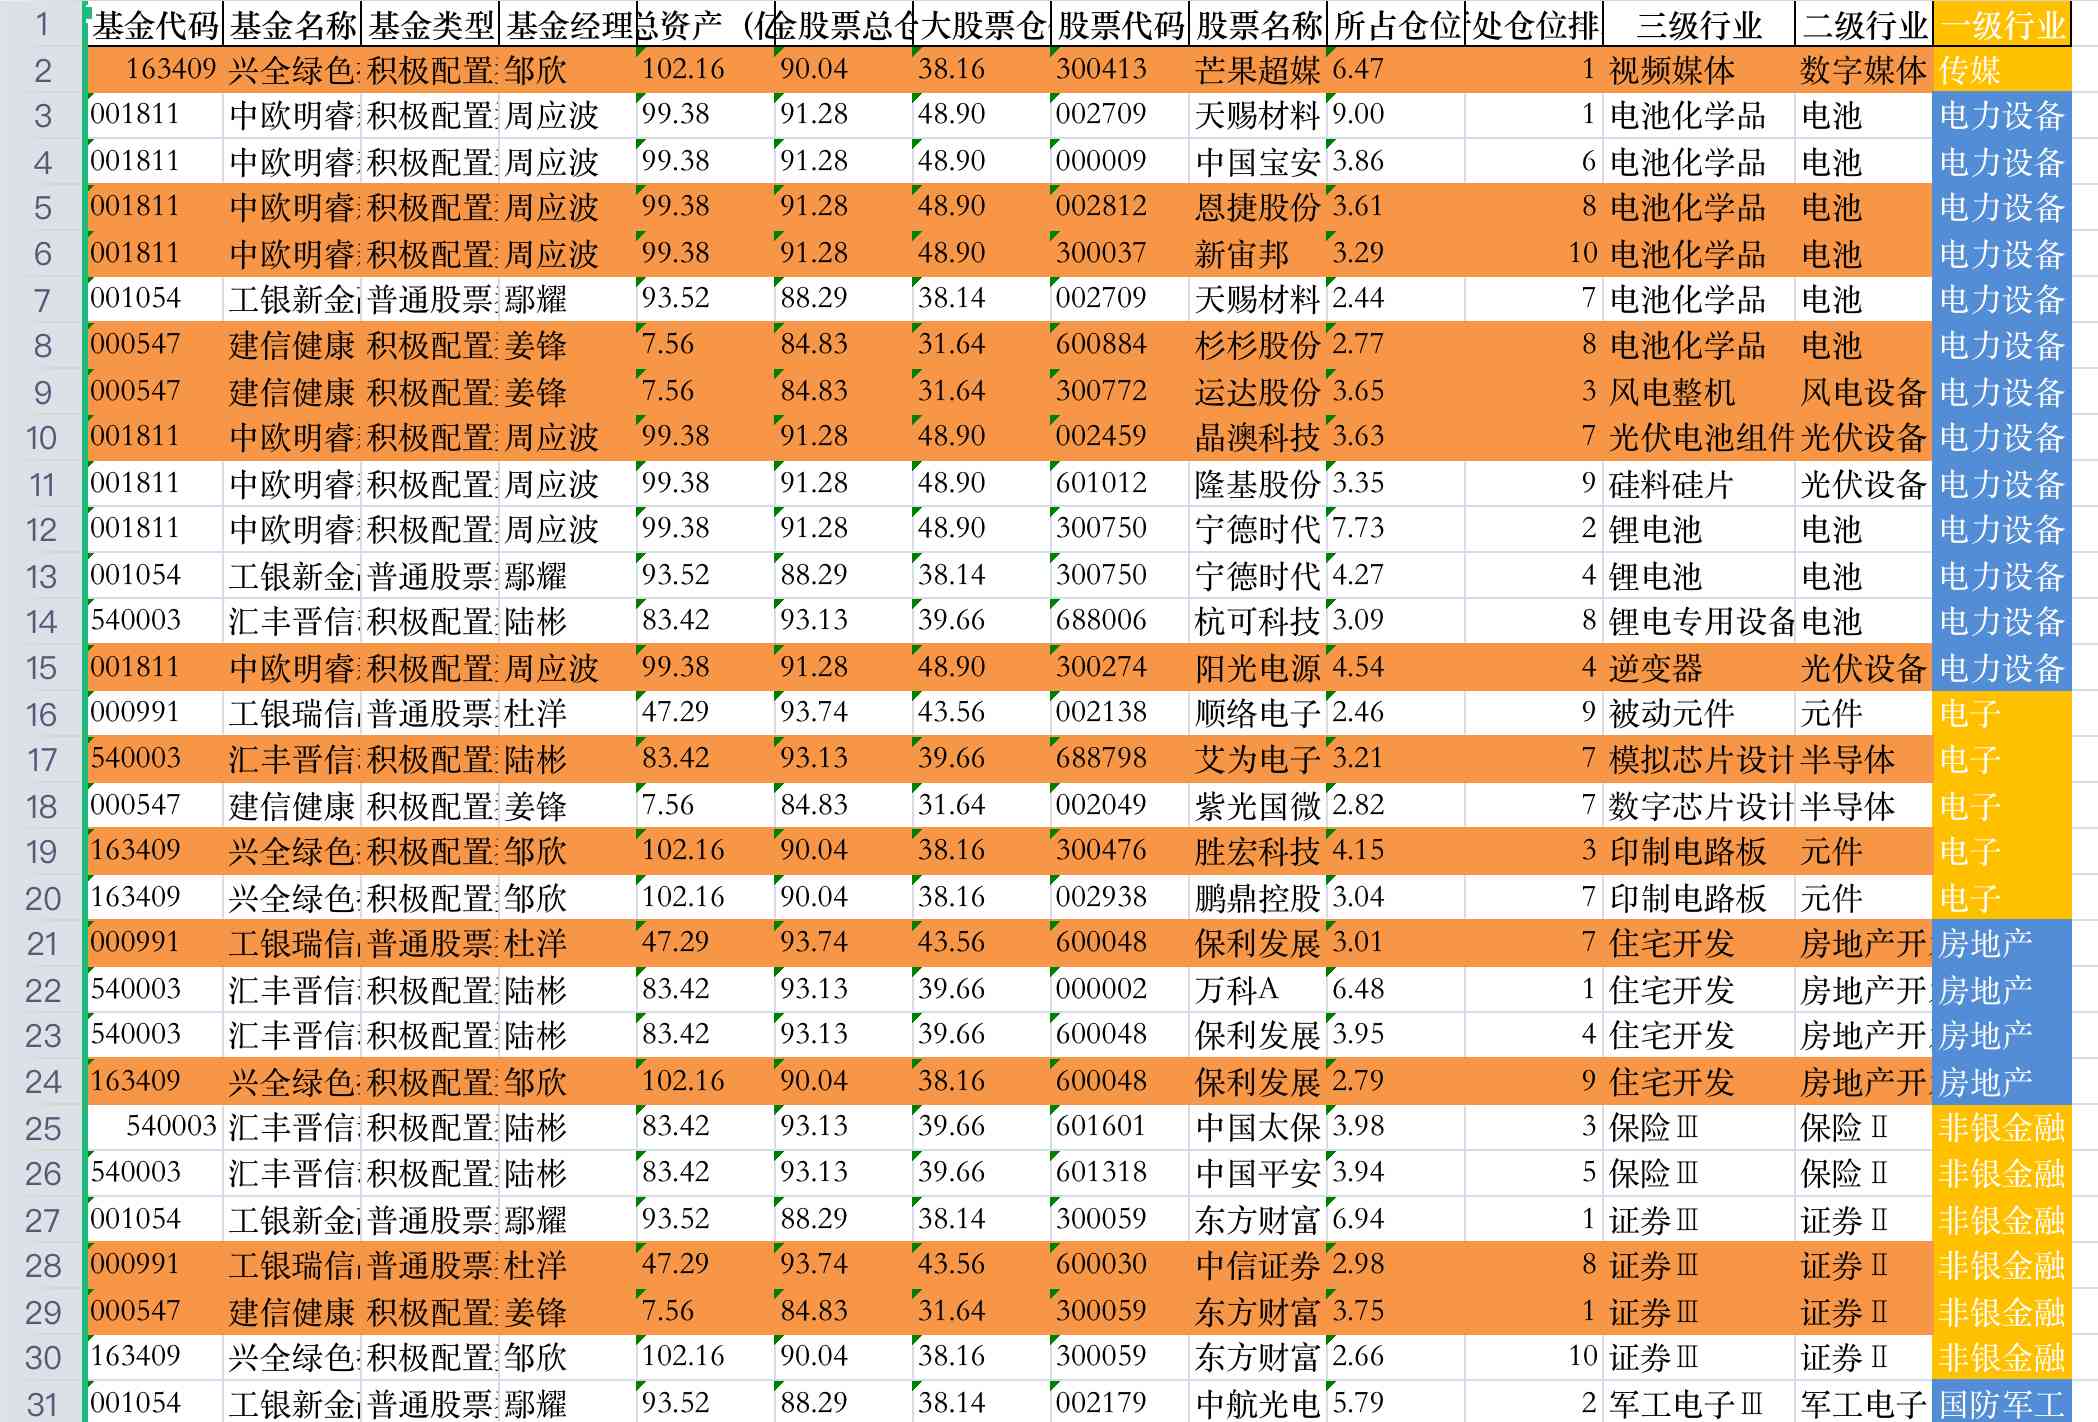 1 基金代码 基金名称 基金类型 基金经理 总资产（亿 金股票总仓 大股票仓 股票代码 股票名称 所占仓位 处仓位排 三级行业 二级行业 一级行业
2 163409 兴全绿色 积极配置 邹欣 102.16 90.04 38.16 300413 芒果超媒 6.47 1 视频媒体 数字媒体 传媒
3 001811 中欧明睿 积极配置 周应波 99.38 91.28 48.90 002709 天赐材料 9.00 1 电池化学品 电池 电力设备
4 001811 中欧明睿 积极配置 周应波 99.38 91.28 48.90 000009 中国宝安 3.86 6 电池化学品 电池 电力设备
5 001811 中欧明睿 积极配置 周应波 99.38 91.28 48.90 002812 恩捷股份 3.61 8 电池化学品 电池 电力设备
6 001811 中欧明睿 积极配置 周应波 99.38 91.28 48.90 300037 新宙邦 3.29 10 电池化学品 电池 电力设备
7 001054 工银新金 普通股票 鄢耀 93.52 88.29 38.14 002709 天赐材料 2.44 7 电池化学品 电池 电力设备
8 000547 建信健康 积极配置 姜锋 7.56 84.83 31.64 600884 杉杉股份 2.77 8 电池化学品 电池 电力设备
9 000547 建信健康 积极配置 姜锋 7.56 84.83 31.64 300772 运达股份 3.65 3 风电整机 风电设备 电力设备
10 001811 中欧明睿 积极配置 周应波 99.38 91.28 48.90 002459 晶澳科技 3.63 7 光伏电池组件 光伏设备 电力设备
11 001811 中欧明睿 积极配置 周应波 99.38 91.28 48.90 601012 隆基股份 3.35 9 硅料硅片 光伏设备 电力设备
12 001811 中欧明睿 积极配置 周应波 99.38 91.28 48.90 300750 宁德时代 7.73 2 锂电池 电池 电力设备
13 001054 工银新金 普通股票 鄢耀 93.52 88.29 38.14 300750 宁德时代 4.27 4 锂电池 电池 电力设备
14 540003 汇丰晋信 积极配置 陆彬 83.42 93.13 39.66 688006 杭可科技 3.09 8 锂电专用设备 电池 电力设备
15 001811 中欧明睿 积极配置 周应波 99.38 91.28 48.90 300274 阳光电源 4.54 4 逆变器 光伏设备 电力设备
16 000991 工银瑞信 普通股票 杜洋 47.29 93.74 43.56 002138 顺络电子 2.46 9 被动元件 元件 电子
17 540003 汇丰晋信 积极配置 陆彬 83.42 93.13 39.66 688798 艾为电子 3.21 7 模拟芯片设计 半导体 电子
18 000547 建信健康 积极配置 姜锋 7.56 84.83 31.64 002049 紫光国微 2.82 7 数字芯片设计 半导体 电子
19 163409 兴全绿色 积极配置 邹欣 102.16 90.04 38.16 300476 胜宏科技 4.15 3 印制电路板 元件 电子
20 163409 兴全绿色 积极配置 邹欣 102.16 90.04 38.16 002938 鹏鼎控股 3.04 7 印制电路板 元件 电子
21 000991 工银瑞信 普通股票 杜洋 47.29 93.74 43.56 600048 保利发展 3.01 7 住宅开发 房地产开 房地产
22 540003 汇丰晋信 积极配置 陆彬 83.42 93.13 39.66 000002 万科A 6.48 1 住宅开发 房地产开 房地产
23 540003 汇丰晋信 积极配置 陆彬 83.42 93.13 39.66 600048 保利发展 3.95 4 住宅开发 房地产开 房地产
24 163409 兴全绿色 积极配置 邹欣 102.16 90.04 38.16 600048 保利发展 2.79 9 住宅开发 房地产开 房地产
25 540003 汇丰晋信 积极配置 陆彬 83.42 93.13 39.66 601601 中国太保 3.98 3 保险Ⅲ 保险Ⅱ 非银金融
26 540003 汇丰晋信 积极配置 陆彬 83.42 93.13 39.66 601318 中国平安 3.94 5 保险Ⅲ 保险Ⅱ 非银金融
27 001054 工银新金 普通股票 鄢耀 93.52 88.29 38.14 300059 东方财富 6.94 1 证券Ⅲ 证券Ⅱ 非银金融
28 000991 工银瑞信 普通股票 杜洋 47.29 93.74 43.56 600030 中信证券 2.98 8 证券Ⅲ 证券Ⅱ 非银金融
29 000547 建信健康 积极配置 姜锋 7.56 84.83 31.64 300059 东方财富 3.75 1 证券Ⅲ 证券Ⅱ 非银金融
30 163409 兴全绿色 积极配置 邹欣 102.16 90.04 38.16 300059 东方财富 2.66 10 证券Ⅲ 证券Ⅱ 非银金融
31 001054 工银新金 普通股票 鄢耀 93.52 88.29 38.14 002179 中航光电 5.79 2 军工电子Ⅲ 军工电子 国防军工